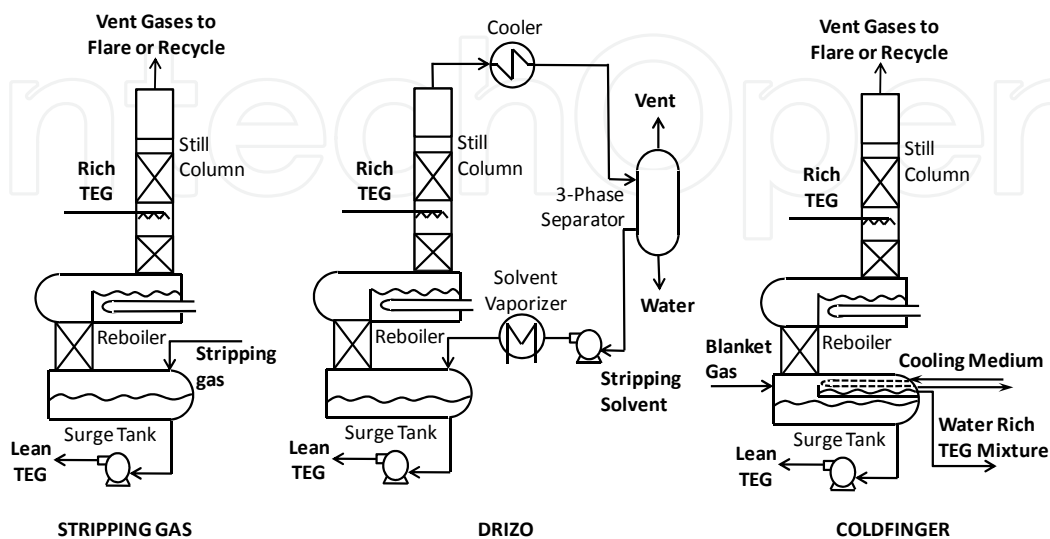 Vent Gases to
Flare or Recycle
Still
Column
Rich
TEG
Reboiler
Stripping
gas
Surge Tank
Lean
TEG
STRIPPING GAS
Cooler
Vent
Still
Column
Rich
TEG
3-Phase
Separator
Water
Solvent
Vaporizer
Reboiler
Stripping
Solvent
Surge Tank
Lean
TEG
DRIZO
Vent Gases to
Flare or Recycle
Still
Column
Rich
TEG
Reboiler
Blanket
Gas
Cooling Medium
Water Rich
TEG Mixture
Surge Tank
Lean
TEG
COLDFINGER
ntechOpen